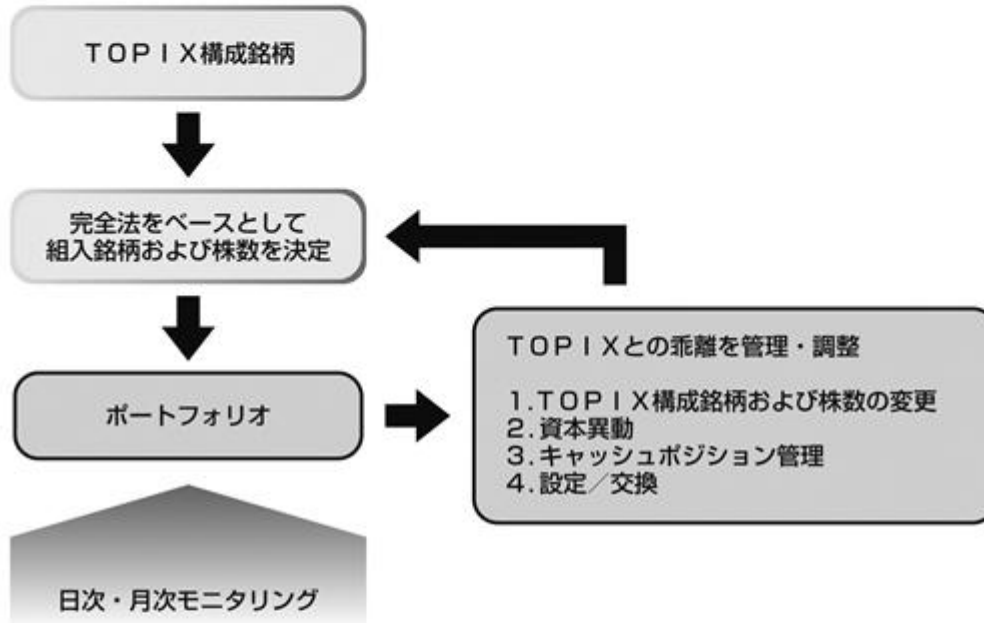 TOPIX構成銘柄
完全法をベースとして
組入銘柄および株数を決定
ポートフォリオ
TOPIXとの乖離を管理・調整
1.TOPIX構成銘柄および株数の変更
2.資本異動
3.キャッシュポジション管理
4.設定/交換
日次・月次モニタリング